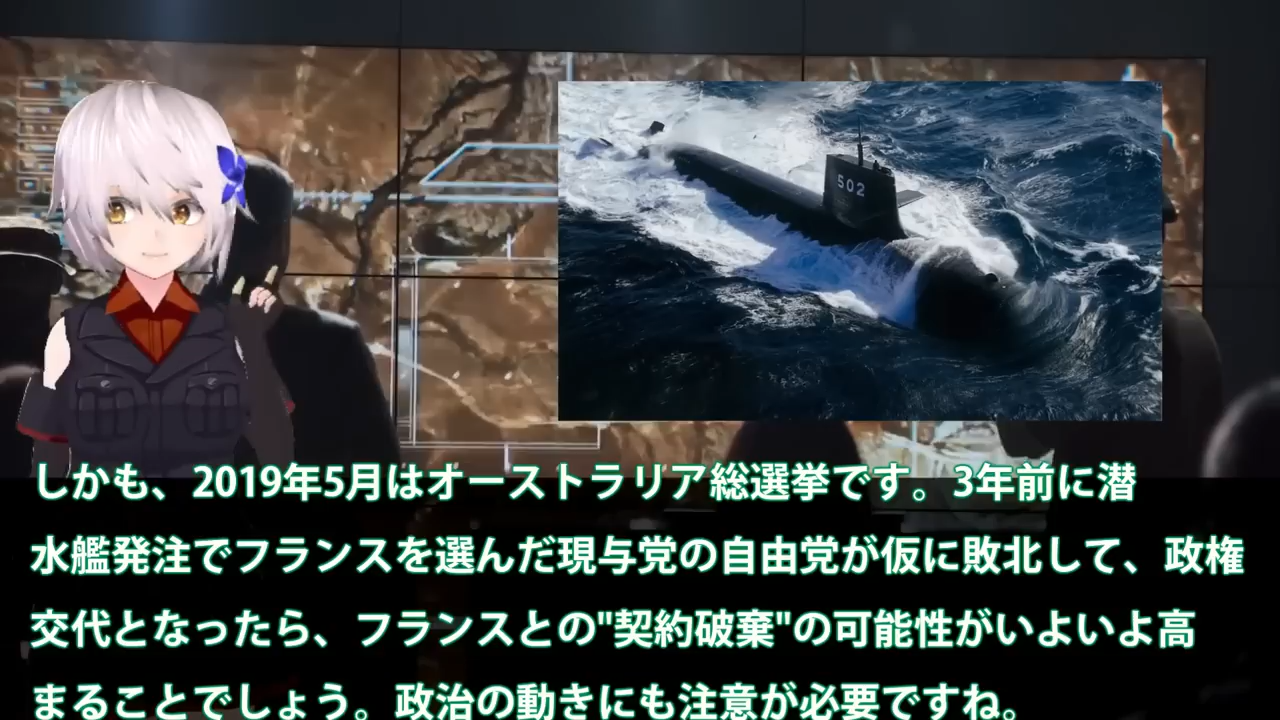 502
しかも、2019年5月はオーストラリア総選挙です。3年前に潜
水艦発注でフランスを選んだ現与党の自由党が仮に敗北して、政権
交代となったら、フランスとの"契約破棄"の可能性がいよいよ高
まることでしょう。政治の動きにも注意が必要ですね。